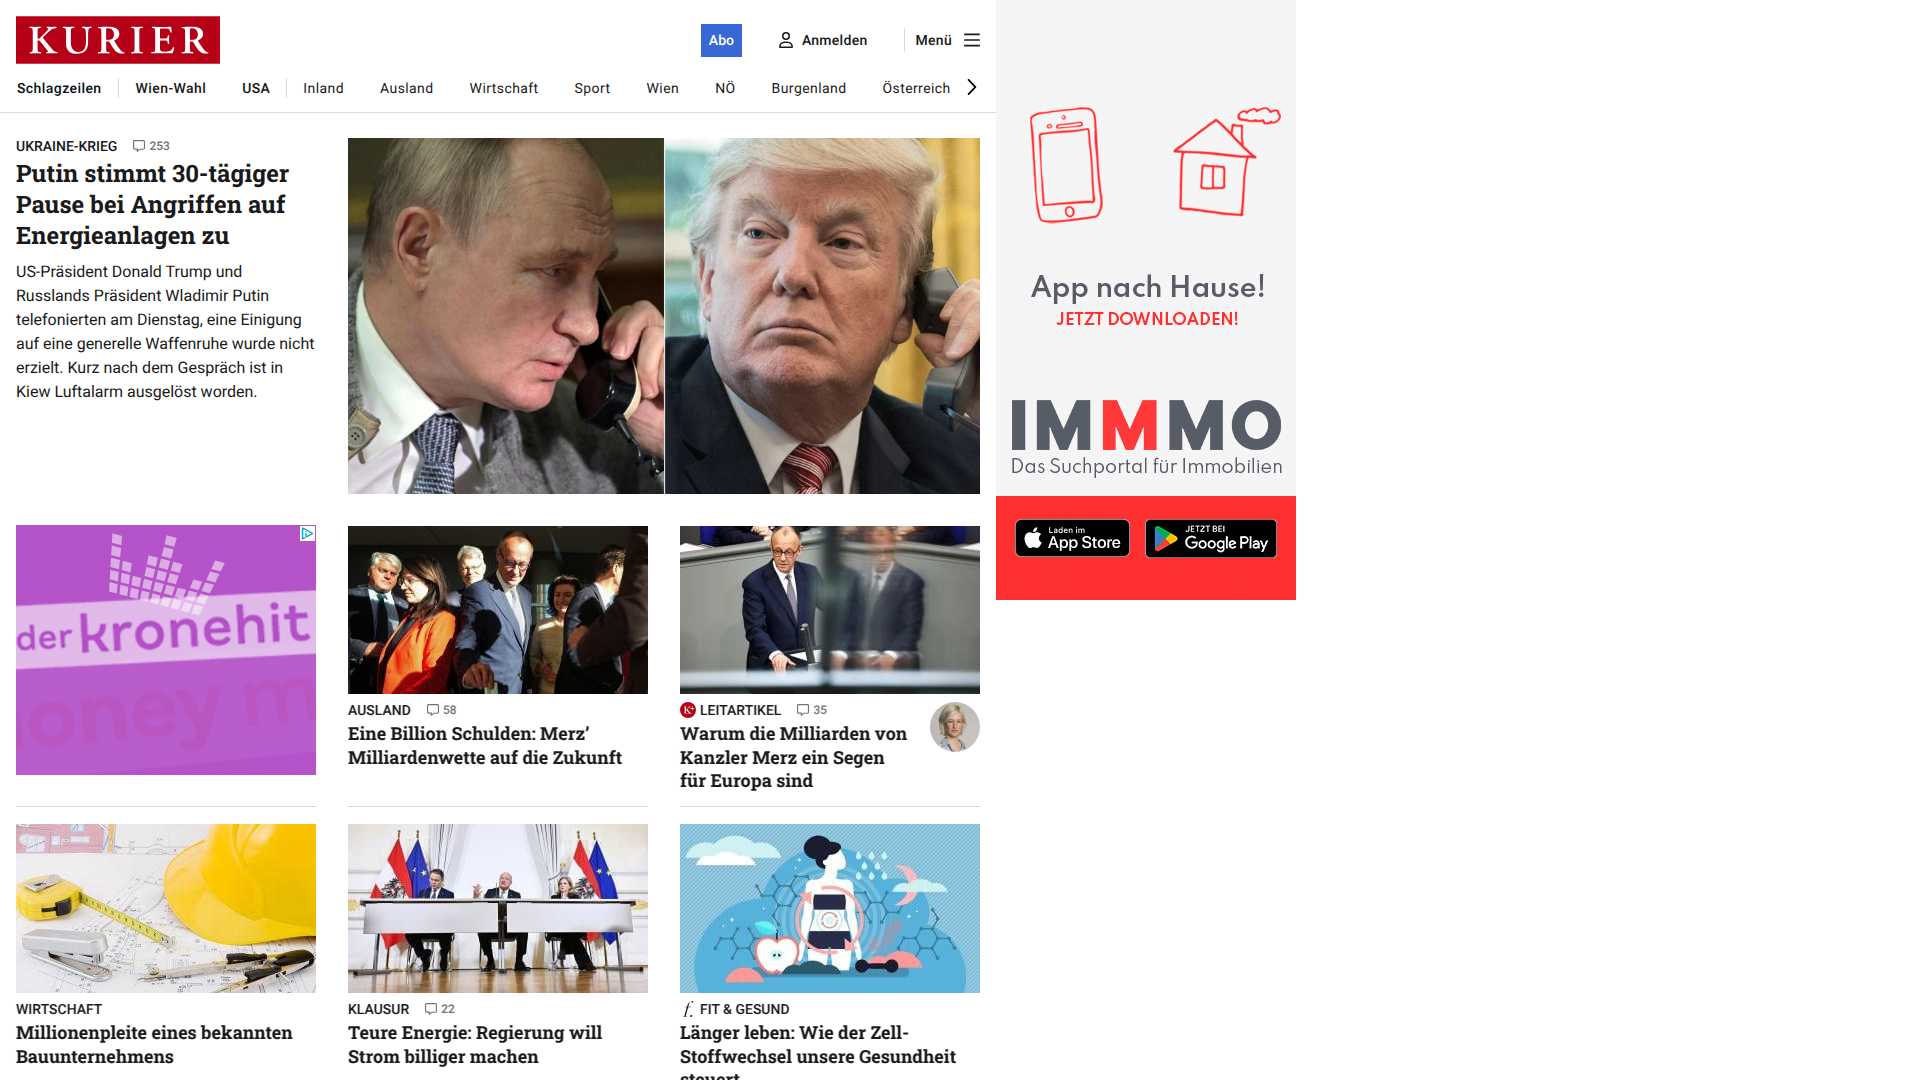 KURIER
Abo
Anmelden
Menü
Schlagzeilen
Wien-Wahl
USA
Inland
Ausland
Wirtschaft
Sport
Wien
NÖ
Burgenland
Österreich
UKRAINE-KRIEG 253
Putin stimmt 30-tägiger
Pause bei Angriffen auf
Energieanlagen zu
US-Präsident Donald Trump und
Russlands Präsident Wladimir Putin
telefonierten am Dienstag, eine Einigung
auf eine generelle Waffenruhe wurde nicht
erzielt. Kurz nach dem Gespräch ist in
Kiew Luftalarm ausgelöst worden.
App nach Hause!
JETZT DOWNLOADEN!
IMMMO
Das Suchportal für Immobilien
Laden im
App Store
JETZT BEI
Google Play
der kronehit
oney m
AUSLAND 58
Eine Billion Schulden: Merz’
Milliardenwette auf die Zukunft
K+ LEITARTIKEL 35
Warum die Milliarden von
Kanzler Merz ein Segen
für Europa sind
WIRTSCHAFT
Millionenpleite eines bekannten
Bauunternehmens
KLAUSUR 22
Teure Energie: Regierung will
Strom billiger machen
f. FIT & GESUND
Länger leben: Wie der Zell-
Stoffwechsel unsere Gesundheit
steuert